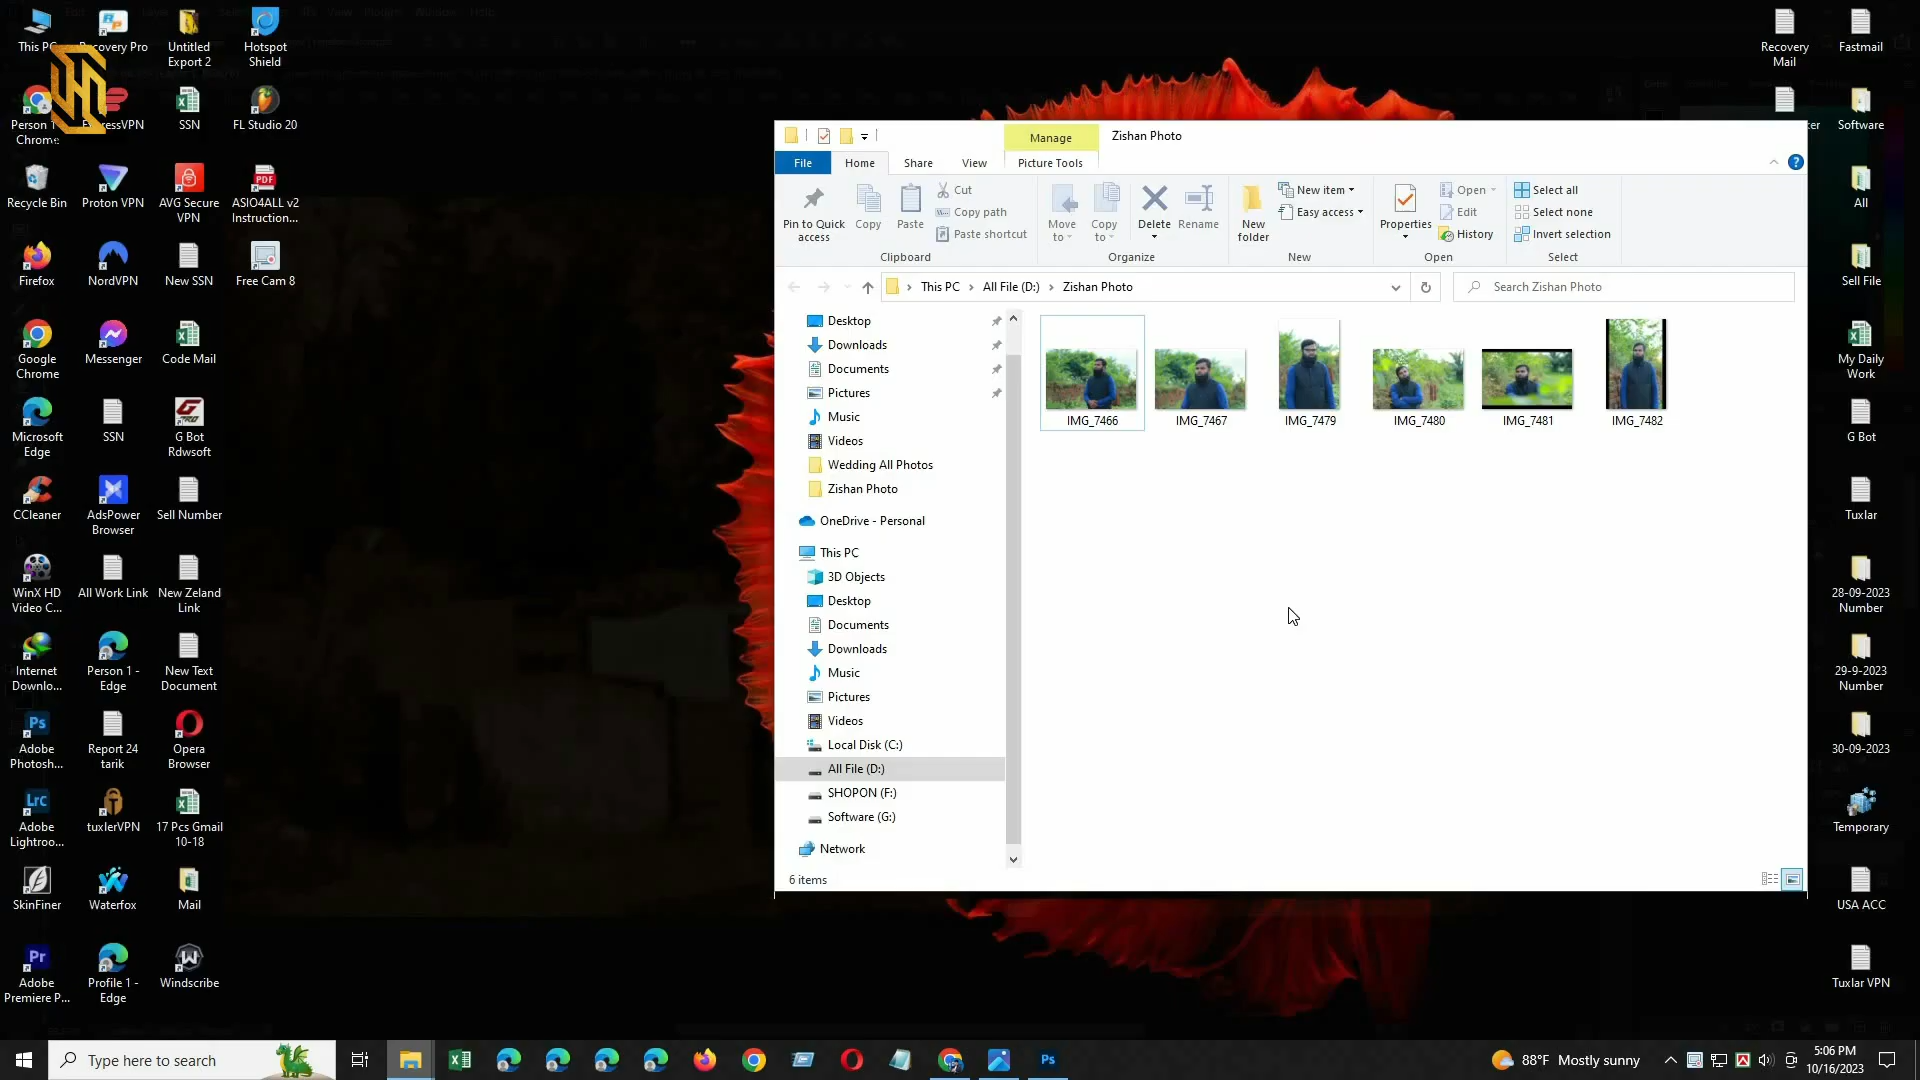 This PC
Recovery Pro
Untitled
Export 2
Hotspot
Shield
Person 1
Chrome
ExpressVPN
SSN
FL Studio 20
Recycle Bin
Proton VPN
AVG Secure
VPN
ASIO4ALL v2
Instruction...
Firefox
NordVPN
New SSN
Free Cam 8
Google
Chrome
Messenger
Code Mail
Microsoft
Edge
SSN
G Bot
Rdwsoft
CCleaner
AdsPower
Browser
Sell Number
WinX HD
Video C...
All Work Link
New Zeland
Link
Internet
Downlo...
Person 1 -
Edge
New Text
Document
Adobe
Photosh...
Report 24
tarik
Opera
Browser
Adobe
Lightroo...
tuxlerVPN
17 Pcs Gmail
10-18
SkinFiner
Waterfox
Mail
Adobe
Premiere P...
Profile 1 -
Edge
Windscribe
Manage
Zishan Photo
File
Home
Share
View
Picture Tools
Pin to Quick
access
Copy
Paste
Cut
Copy path
Paste shortcut
Clipboard
Move
to
Copy
to
Delete
Rename
Organize
New
folder
New item
Easy access
New
Properties
Open
Edit
History
Open
Select all
Select none
Invert selection
Select
This PC
All File (D:)
Zishan Photo
Search Zishan Photo
Desktop
Downloads
Documents
Pictures
Music
Videos
Wedding All Photos
Zishan Photo
OneDrive - Personal
This PC
3D Objects
Desktop
Documents
Downloads
Music
Pictures
Videos
Local Disk (C:)
All File (D:)
SHOPON (F:)
Software (G:)
Network
IMG_7466
IMG_7467
IMG_7479
IMG_7480
IMG_7481
IMG_7482
6 items
Recovery
Mail
Fastmail
Software
All
Sell File
My Daily
Work
G Bot
Tuxlar
28-09-2023
Number
29-9-2023
Number
30-09-2023
Temporary
USA ACC
Tuxlar VPN
Type here to search
88°F Mostly sunny
5:06 PM
10/16/2023